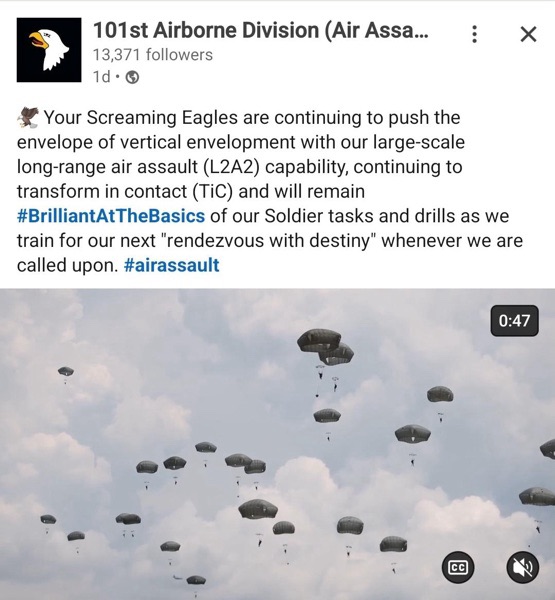 101st Airborne Division (Air Assa...
13,371 followers
1d •
Your Screaming Eagles are continuing to push the
envelope of vertical envelopment with our large-scale
long-range air assault (L2A2) capability, continuing to
transform in contact (TiC) and will remain
#BrilliantAtTheBasics of our Soldier tasks and drills as we
train for our next "rendezvous with destiny" whenever we are
called upon. #airassault
0:47
CC